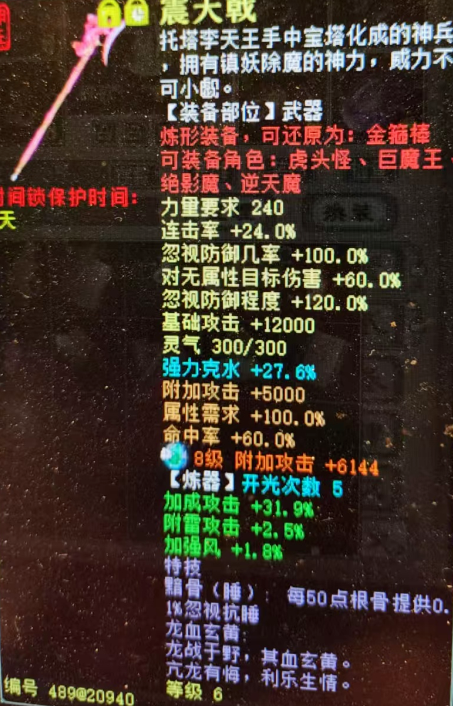 震天戟
托塔李天王手中宝塔化成的神兵
，拥有镇妖除魔的神力，威力不
可小觑。
【装备部位】武器
炼形装备，可还原为：金箍棒
可装备角色：虎头怪、巨魔王、
绝影魔、逆天魔
间锁保护时间：
天
力量要求 240
连击率 +24.0%
忽视防御几率 +100.0%
对无属性目标伤害 +60.0%
忽视防御程度 +120.0%
基础攻击 +12000
灵气 300/300
强力克水 +27.6%
附加攻击 +5000
属性需求 +100.0%
命中率 +60.0%
8级 附加攻击 +6144
【炼器】开光次数 5
加成攻击 +31.9%
附雷攻击 +2.5%
加强风 +1.8%
特技
黯骨（睡）：每50点根骨提供0.
1%忽视抗睡
龙血玄黄：
龙战于野，其血玄黄。
亢龙有悔，利乐生情。
等级 6
编号 489@20940